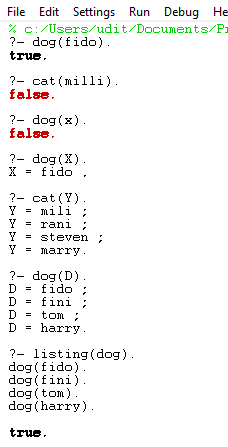 File Edit Settings Run Debug Help
% c:/Users/udit/Documents/Pr
?- dog(fido).
true.
?- cat(milli).
false.
?- dog(x).
false.
?- dog(X).
X = fido ,
?- cat(Y).
Y = mili ;
Y = rani ;
Y = steven ;
Y = marry.
?- dog(D).
D = fido ;
D = fini ;
D = tom ;
D = harry.
?- listing(dog).
dog(fido).
dog(fini).
dog(tom).
dog(harry).
true.